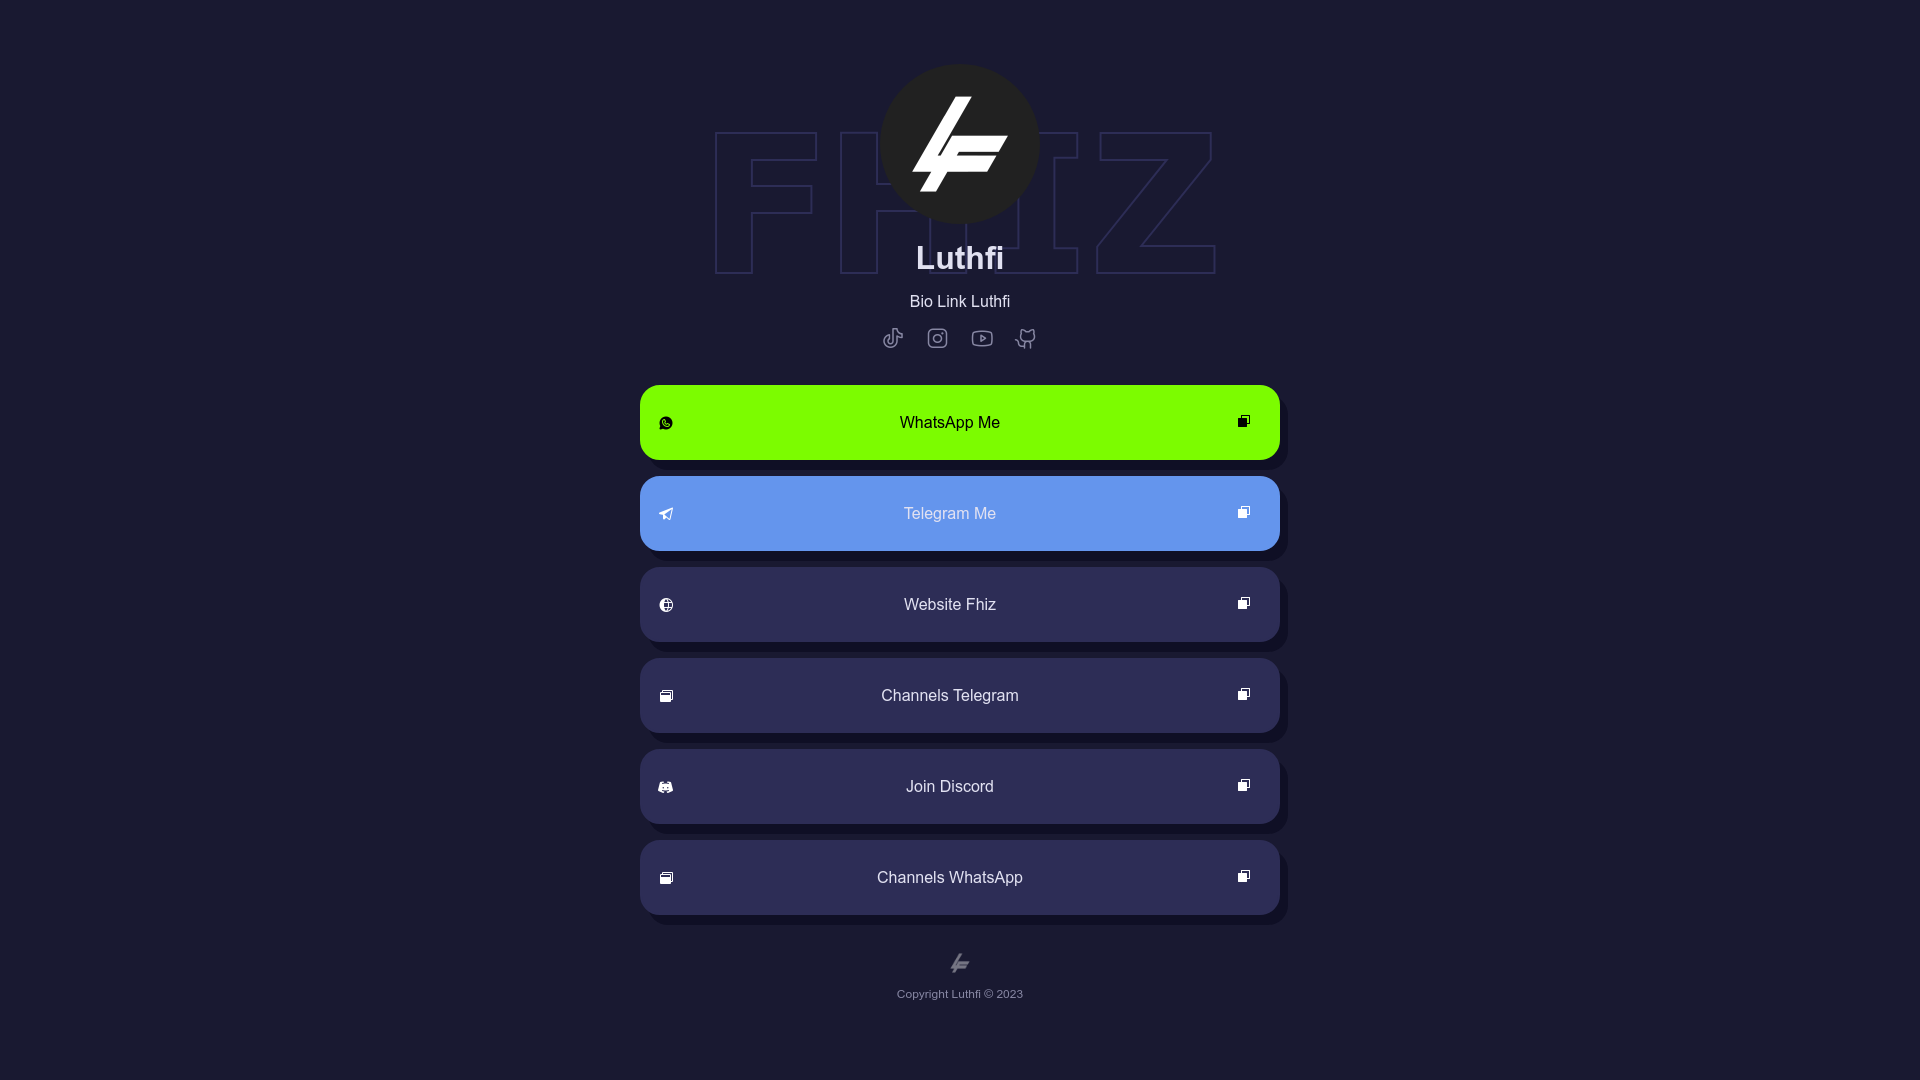 FHIZ
Luthfi
Bio Link Luthfi
WhatsApp Me
Telegram Me
Website Fhiz
Channels Telegram
Join Discord
Channels WhatsApp
Copyright Luthfi © 2023